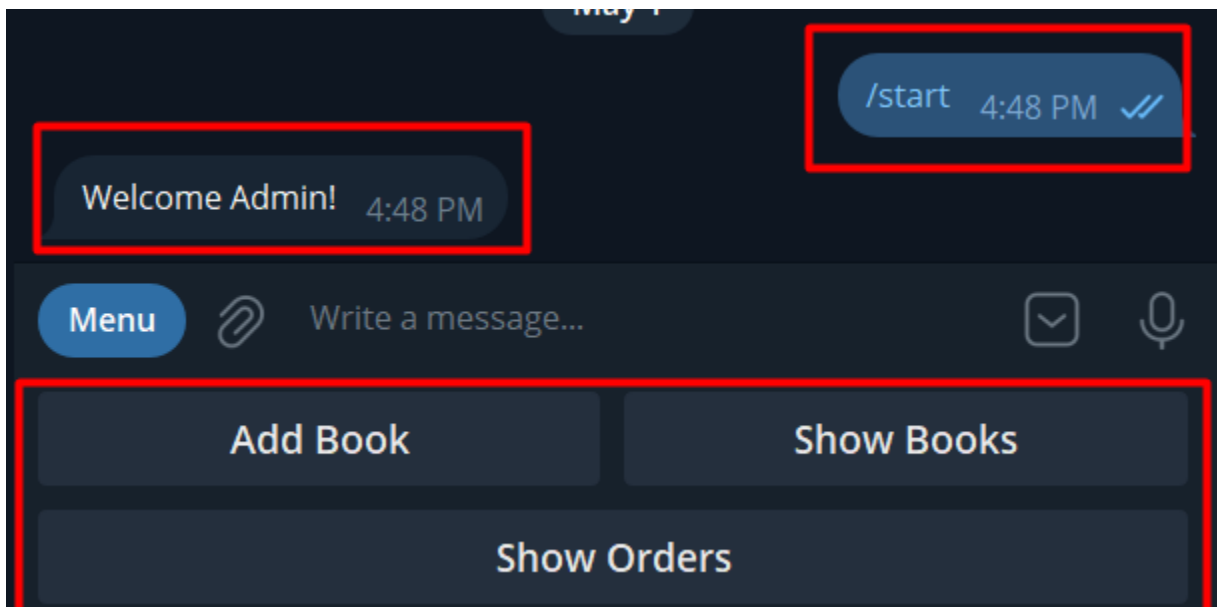 /start 4:48 PM
Welcome Admin! 4:48 PM
Menu Write a message...
Add Book Show Books
Show Orders